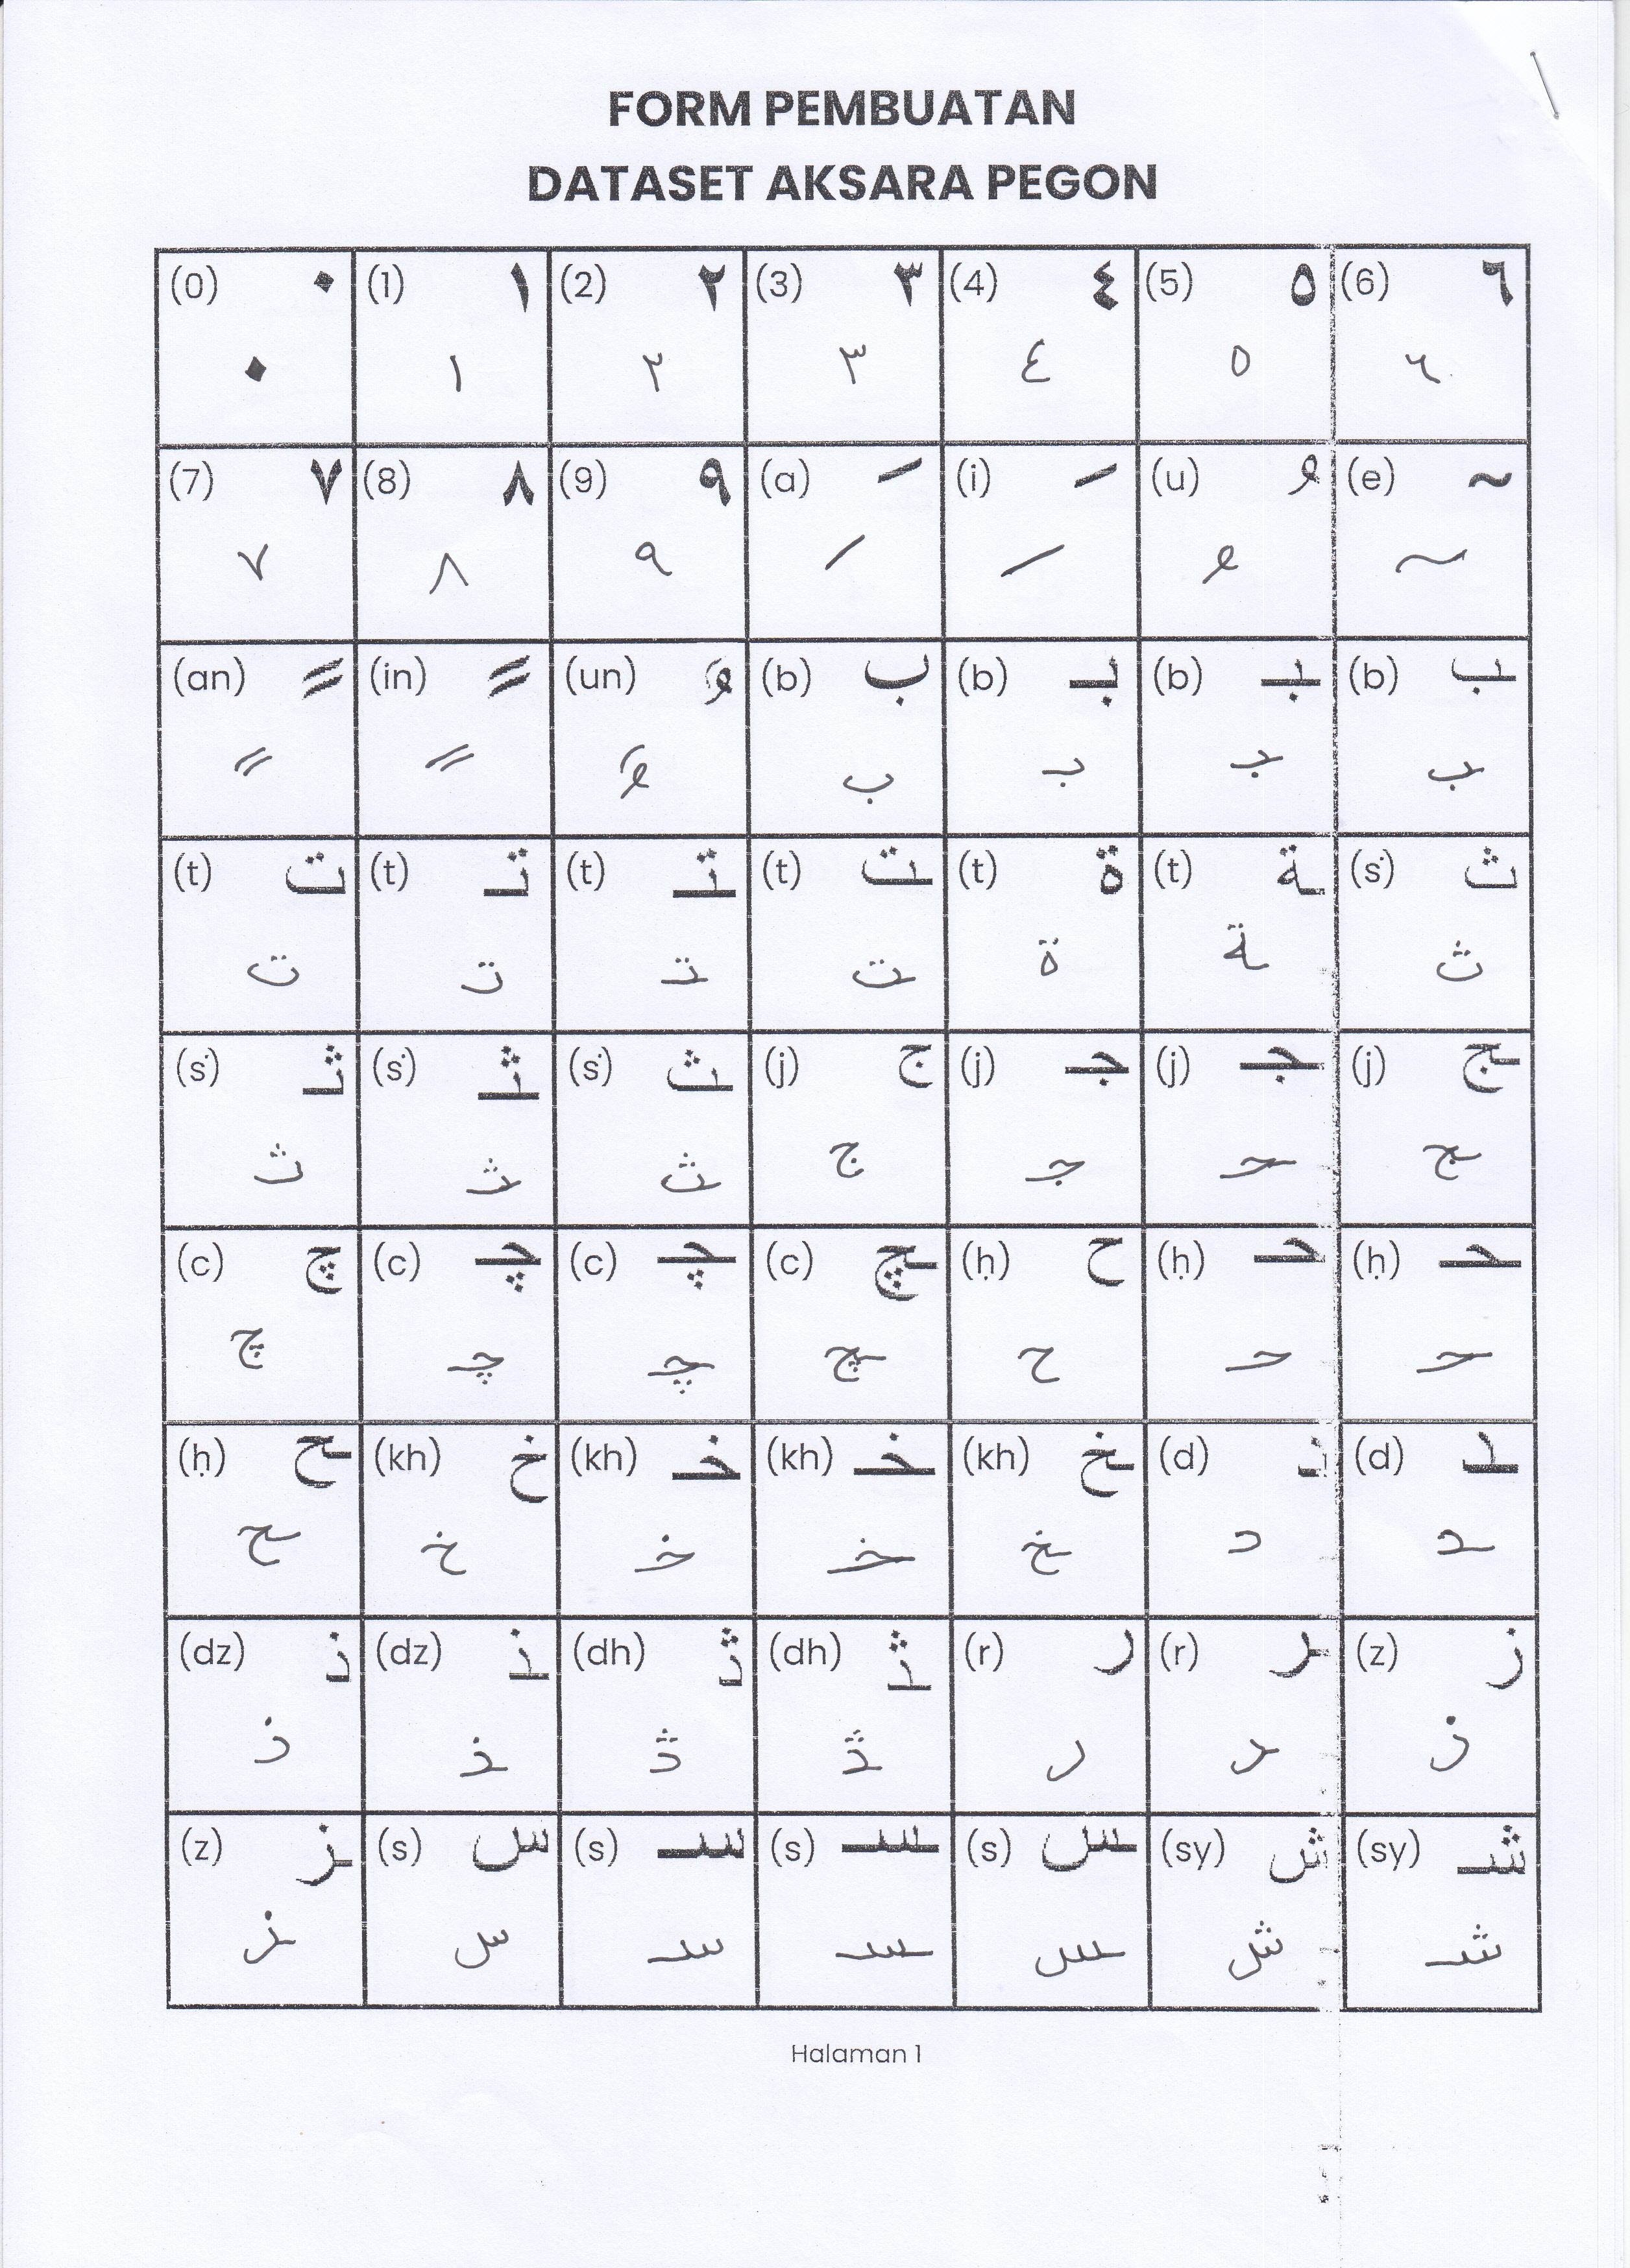 FORM PEMBUATAN
DATASET AKSARA PEGON
(0) ٠ (1) ١ (2) ٢ (3) ٣ (4) ٤ (5) ٥ (6) ٦
٠ ١ ٢ ٣ ٤ ٥ ٦
(7) ٧ (8) ٨ (9) ٩ (a) َ (i) ِ (u) ُ (e) ~
٧ ٨ ٩ َ ِ ُ ~
(an) ً (in) ٍ (un) ٌ (b) ب (b) بـ (b) ـبـ (b) ـب
ً ٍ ٌ ب بـ ـبـ ـب
(t) ت (t) تـ (t) ـتـ (t) ـت (t) ة (t) ـة (ṡ) ث
ت تـ ـتـ ـت ة ـة ث
(ṡ) ثـ (ṡ) ـثـ (ṡ) ـث (j) ج (j) جـ (j) ـجـ (j) ـج
ثـ ـثـ ـث ج جـ ـحـ ـج
(c) چ (c) چـ (c) ـچـ (c) ـچ (ḥ) ح (ḥ) حـ (ḥ) ـحـ
چ چـ ـچـ ـچ ح حـ ـحـ
(ḥ) ـح (kh) خ (kh) خـ (kh) ـخـ (kh) ـخ (d) د (d) ـد
ـح خ خـ ـخـ ـخ د ـد
(dz) ذ (dz) ـذ (dh) ڎ (dh) ـڎ (r) ر (r) ـر (z) ز
ذ ـذ ڎ ـڎ ر ـر ز
(z) ـز (s) س (s) سـ (s) ـسـ (s) ـس (sy) ش (sy) شـ
ـز س سـ ـسـ ـس ش شـ
Halaman 1